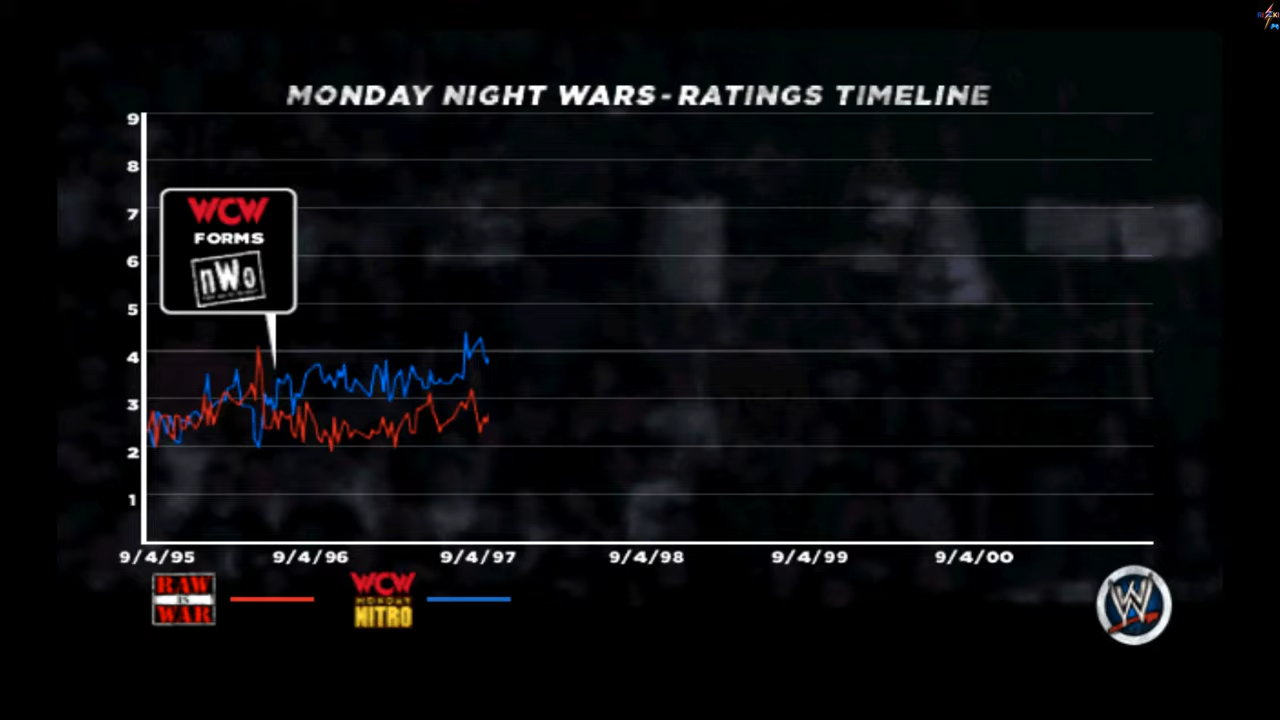 MONDAY NIGHT WARS - RATINGS TIMELINE
9
8
7
6
5
4
3
2
1
WCW
FORMS
nWo
9/4/95 9/4/96 9/4/97 9/4/98 9/4/99 9/4/00
RAW
IS
WAR
WCW
MONDAY
NITRO
W